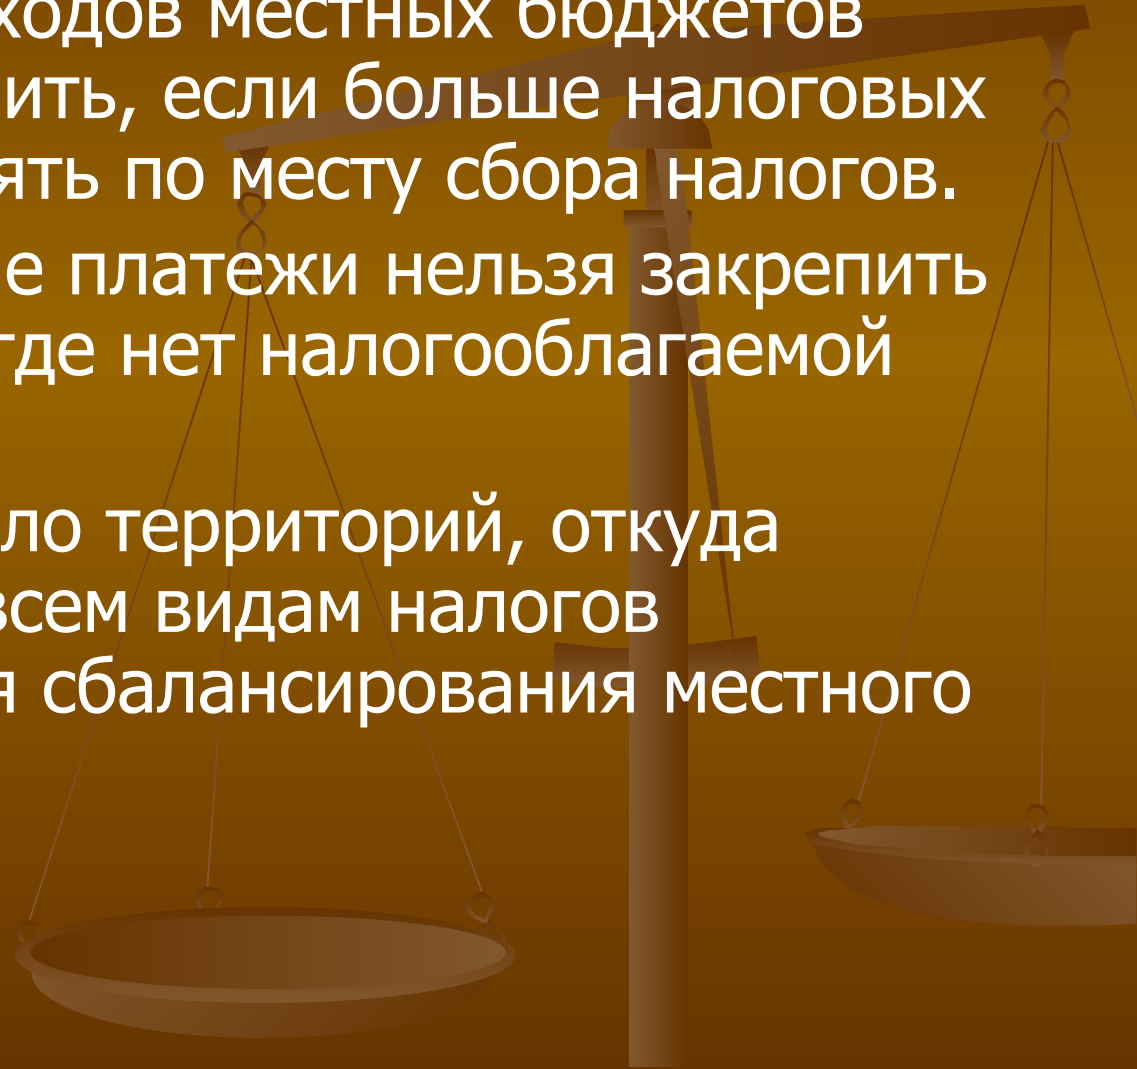 ходов местных бюджетов
ить, если больше налоговых
ять по месту сбора налогов.
е платежи нельзя закрепить
где нет налогооблагаемой
ло территорий, откуда
всем видам налогов
я сбалансирования местного